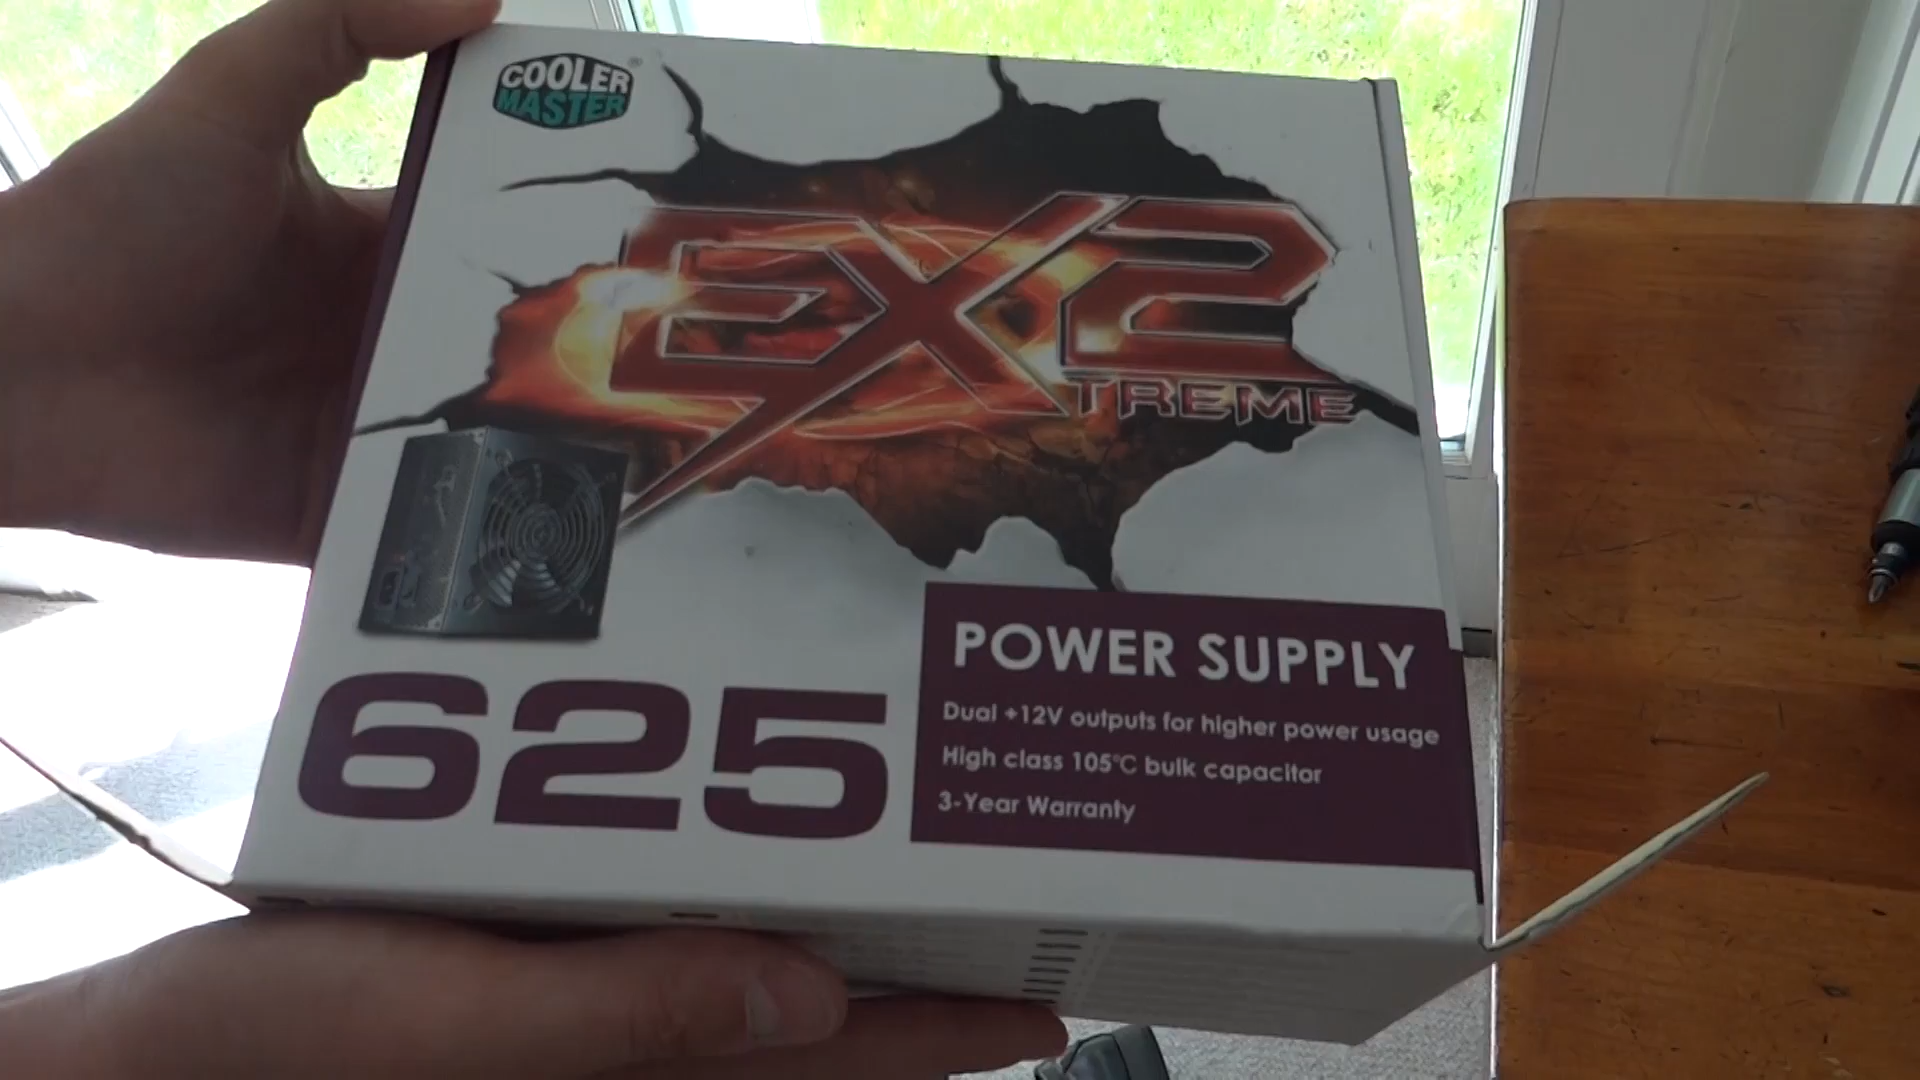 COOLER
MASTER®
EX2
TREME
625
POWER SUPPLY
Dual +12V outputs for higher power usage
High class 105°C bulk capacitor
3-Year Warranty